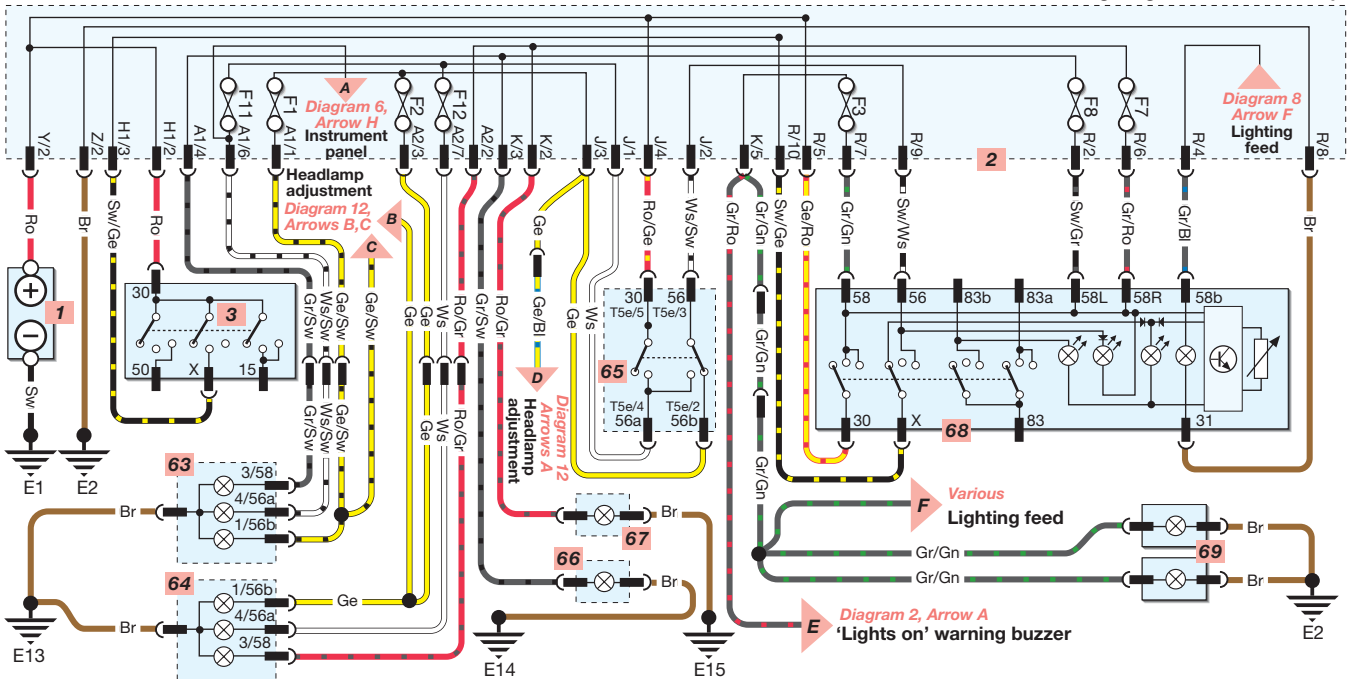 A
Diagram 6,
Arrow H
Instrument
panel
Diagram 8
Arrow F
Lighting
feed
F11
F1
F2
F12
F3
F8
F7
Y/2
Z/2
H1/3
H1/2
A1/4
A1/6
A1/1
A2/3
A2/7
A2/2
K/3
K/2
J/3
J/1
J/4
J/2
K/5
R/10
R/5
R/7
R/9
2
R/2
R/6
R/4
R/8
Headlamp
adjustment
Diagram 12,
Arrows B,C
B
C
Ro
Br
Sw/Ge
Ro
Gr/Sw
Ws/Sw
Ge/Sw
Ge/Sw
Ge
Ge
Ws
Ro/Gr
Gr/Sw
Ro/Gr
Ge
Ge/Bl
Ge
Ws
Ro/Ge
Ws/Sw
Gr/Ro
Gr/Gn
Sw/Ge
Ge/Ro
Gr/Gn
Sw/Ws
Sw/Gr
Gr/Ro
Gr/Bl
Br
1
Sw
E1
E2
30
3
50
X
15
Gr/Sw
Ws/Sw
Ge/Sw
Ge
Ws
Ro/Gr
D
Headlamp
adjustment
Diagram 12
Arrows A
30
56
T5e/5
T5e/3
65
T5e/4
T5e/2
56a
56b
Gr/Gn
Gr/Gn
58
56
83b
83a
58L
58R
58b
30
X
68
83
31
63
3/58
4/56a
1/56b
Br
64
1/56b
4/56a
3/58
Ge
Br
E13
67
Br
66
Br
E14
E15
F
Various
Lighting feed
Gr/Gn
Gr/Gn
Br
69
Br
E2
E
Diagram 2, Arrow A
‘Lights on’ warning buzzer